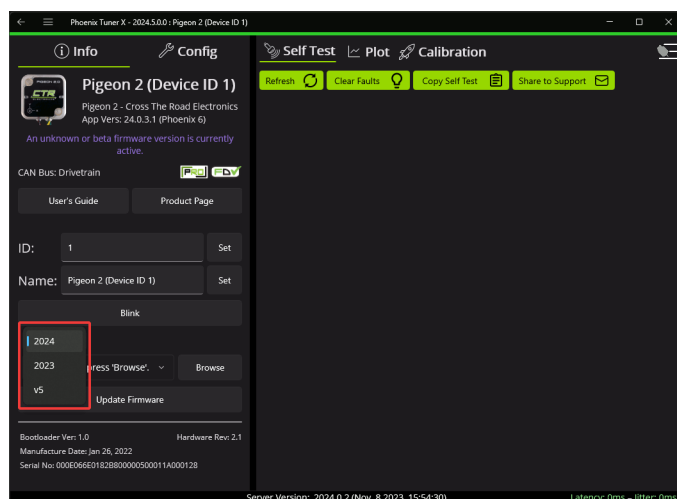 Phoenix Tuner X - 2024.5.0.0 : Pigeon 2 (Device ID 1)
Info
Config
Self Test
Plot
Calibration
Refresh
Clear Faults
Copy Self Test
Share to Support
CTR
Pigeon 2 (Device ID 1)
Pigeon 2 - Cross The Road Electronics
App Vers: 24.0.3.1 (Phoenix 6)
An unknown or beta firmware version is currently
active.
CAN Bus: Drivetrain
PRO
FDV
User's Guide
Product Page
ID:
1
Set
Name:
Pigeon 2 (Device ID 1)
Set
Blink
2024
2023
v5
press 'Browse'.
Browse
Update Firmware
Bootloader Ver: 1.0
Hardware Rev: 2.1
Manufacture Date: Jan 26, 2022
Serial No: 000E066E0182B800000500011A000128
Server Version: 2024.0.2 (Nov 8 2023, 15:54:30)
Latency: 0ms - Jitter: 0ms